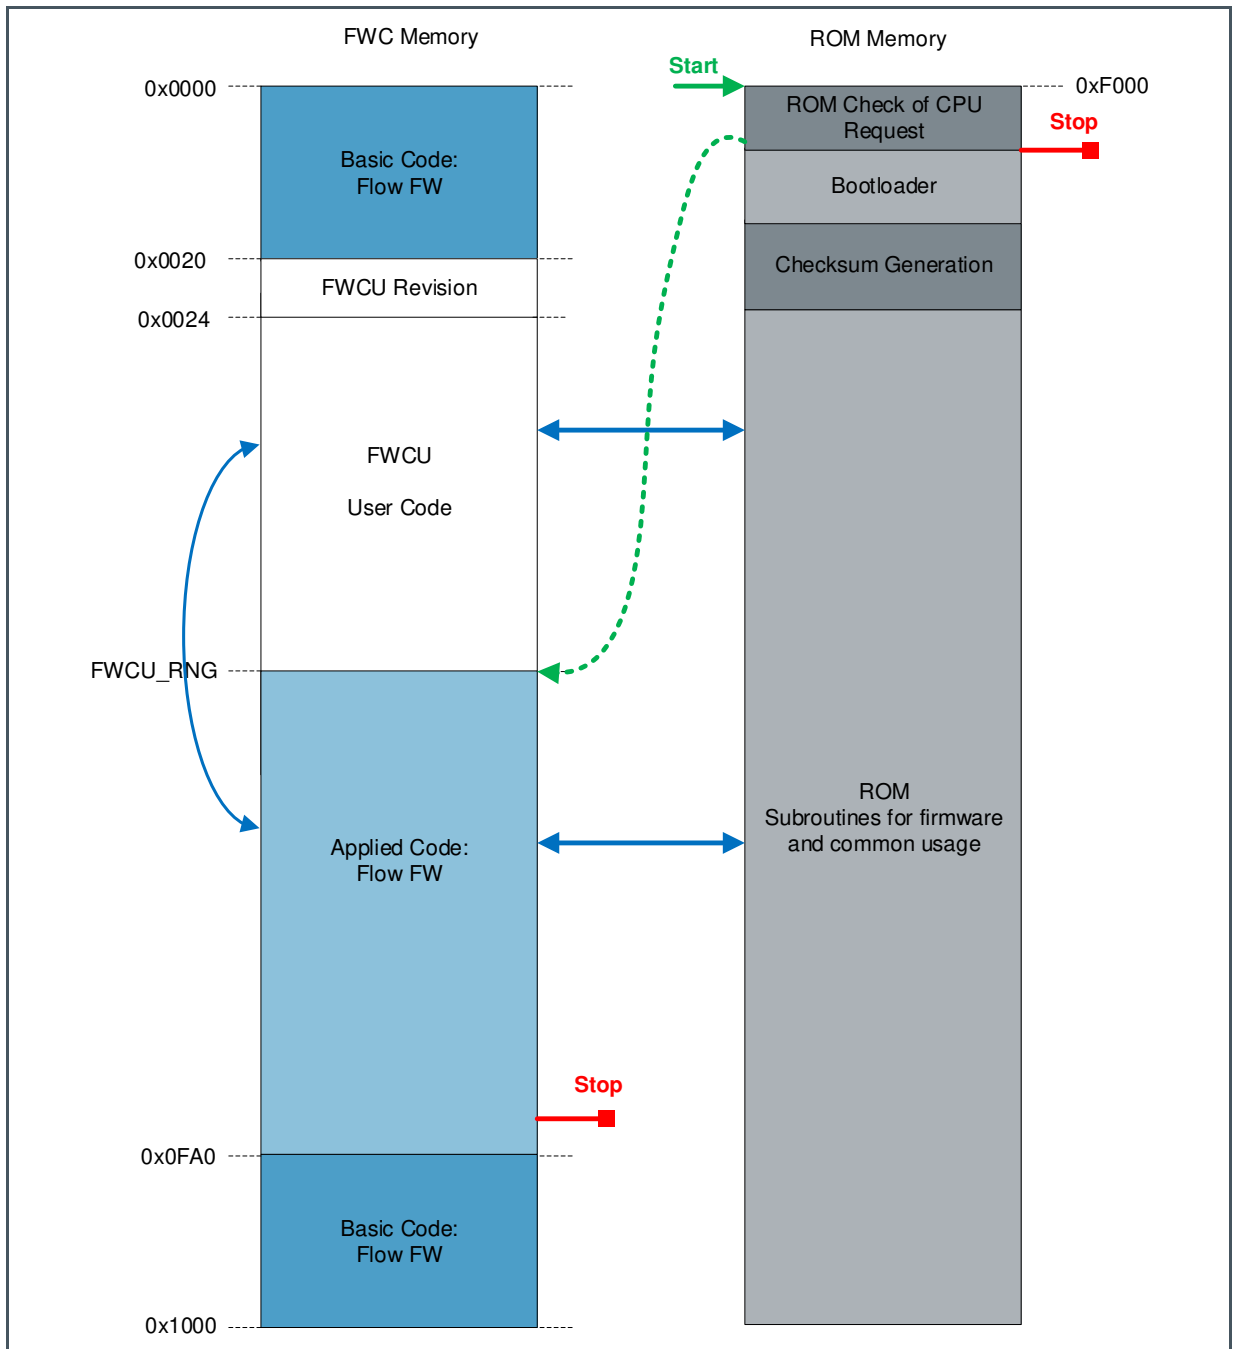 FWC Memory
ROM Memory
Start
0x0000
0xF000
ROM Check of CPU
Request
Stop
Basic Code:
Flow FW
Bootloader
0x0020
FWCU Revision
Checksum Generation
0x0024
FWCU
User Code
FWCU_RNG
ROM
Subroutines for firmware
and common usage
Applied Code:
Flow FW
Stop
0x0FA0
Basic Code:
Flow FW
0x1000